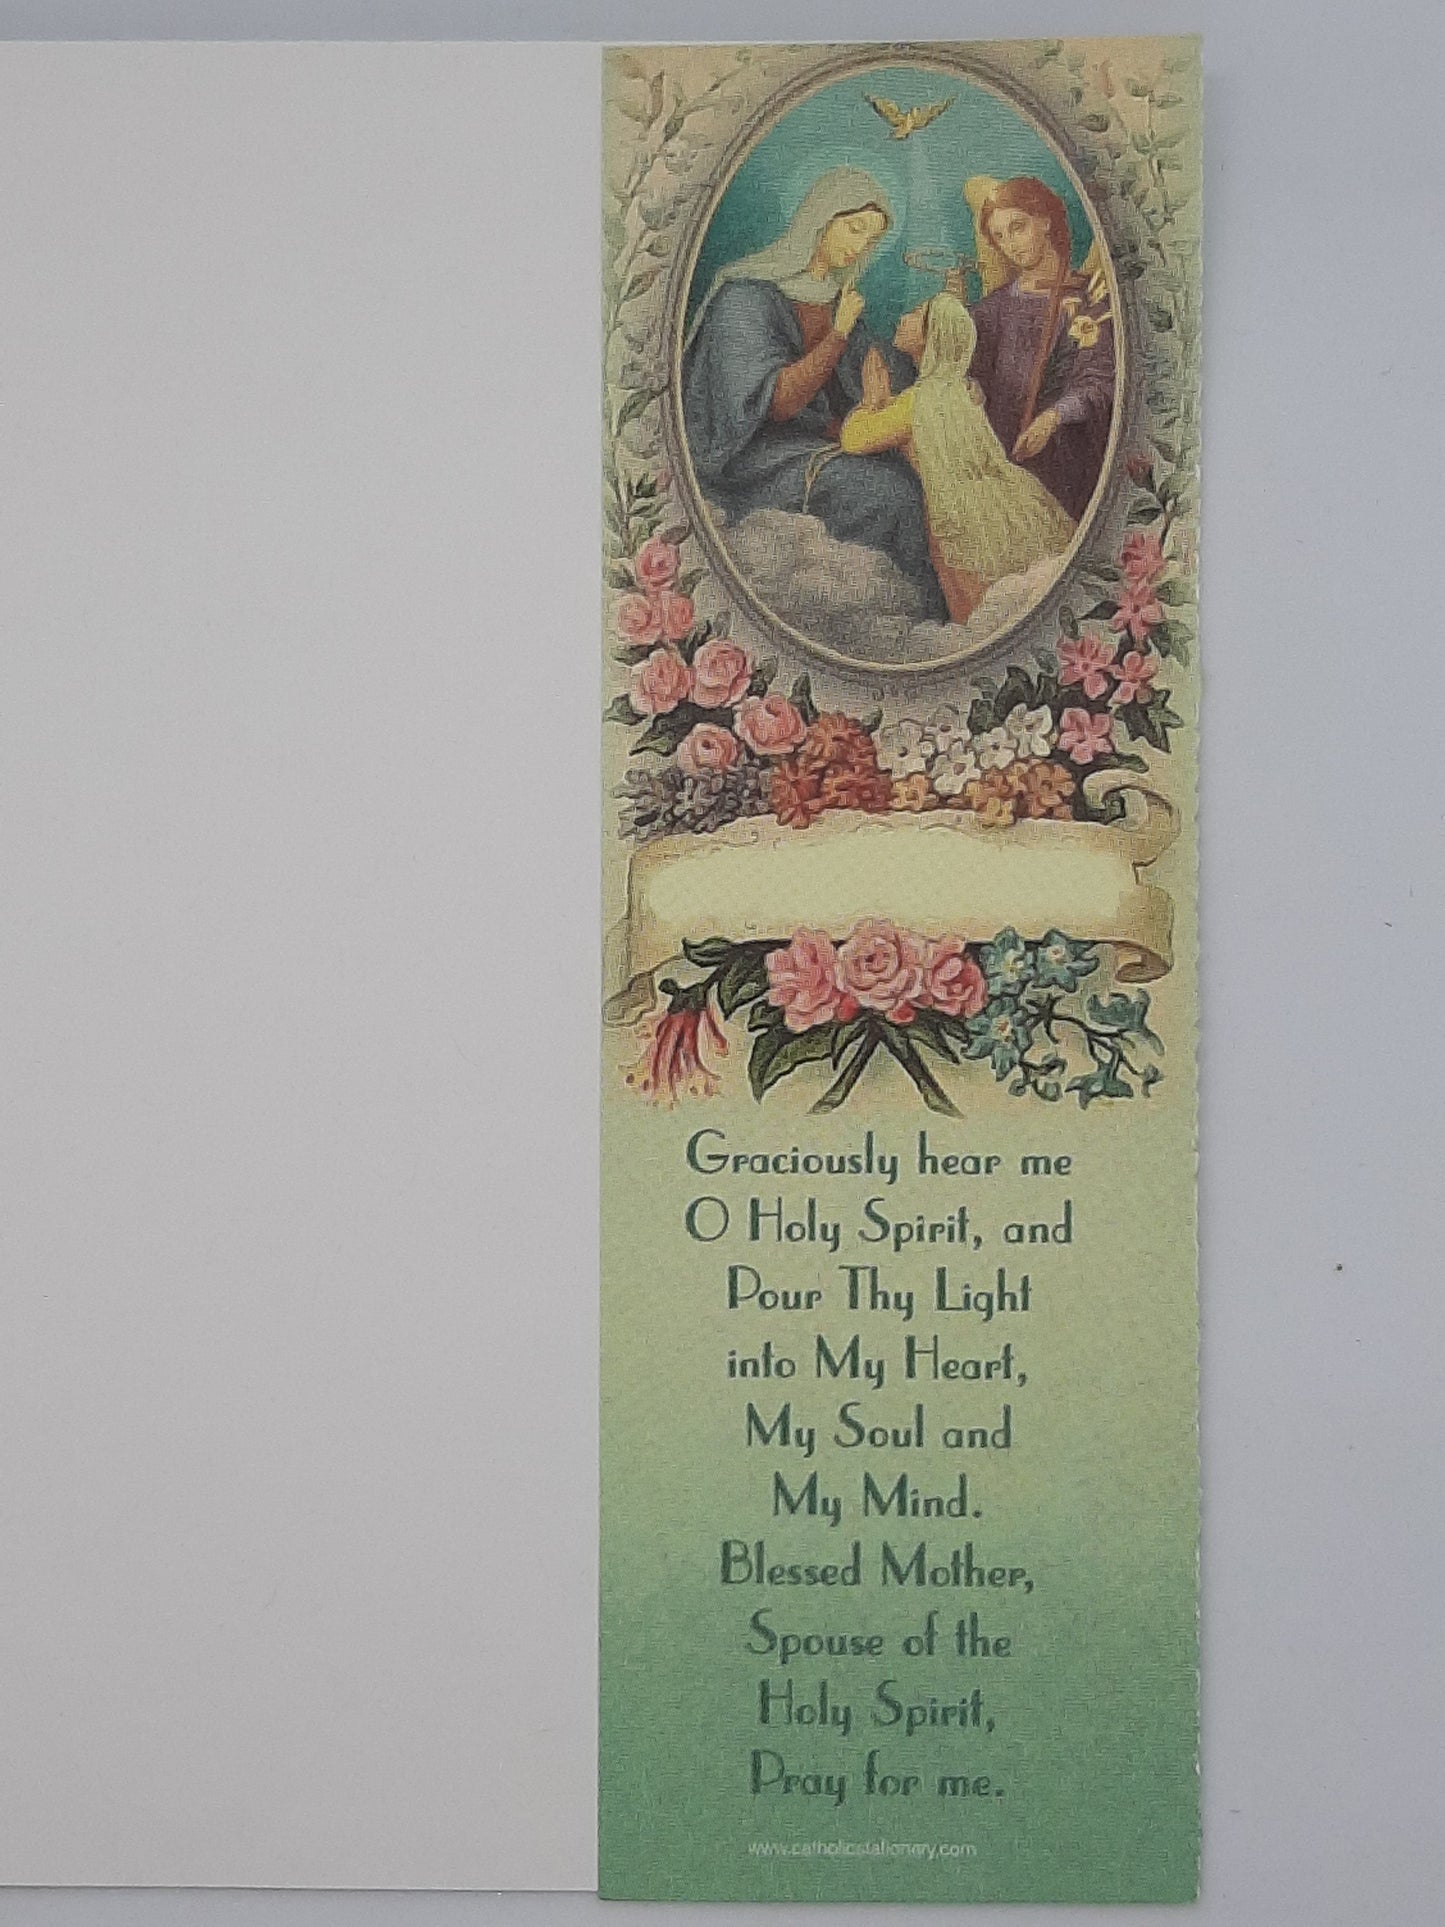 Graciously hear me
O Holy Spirit, and
Pour Thy Light
into My Heart,
My Soul and
My Mind.
Blessed Mother,
Spouse of the
Holy Spirit,
Pray for me.
www.catholicstationery.com